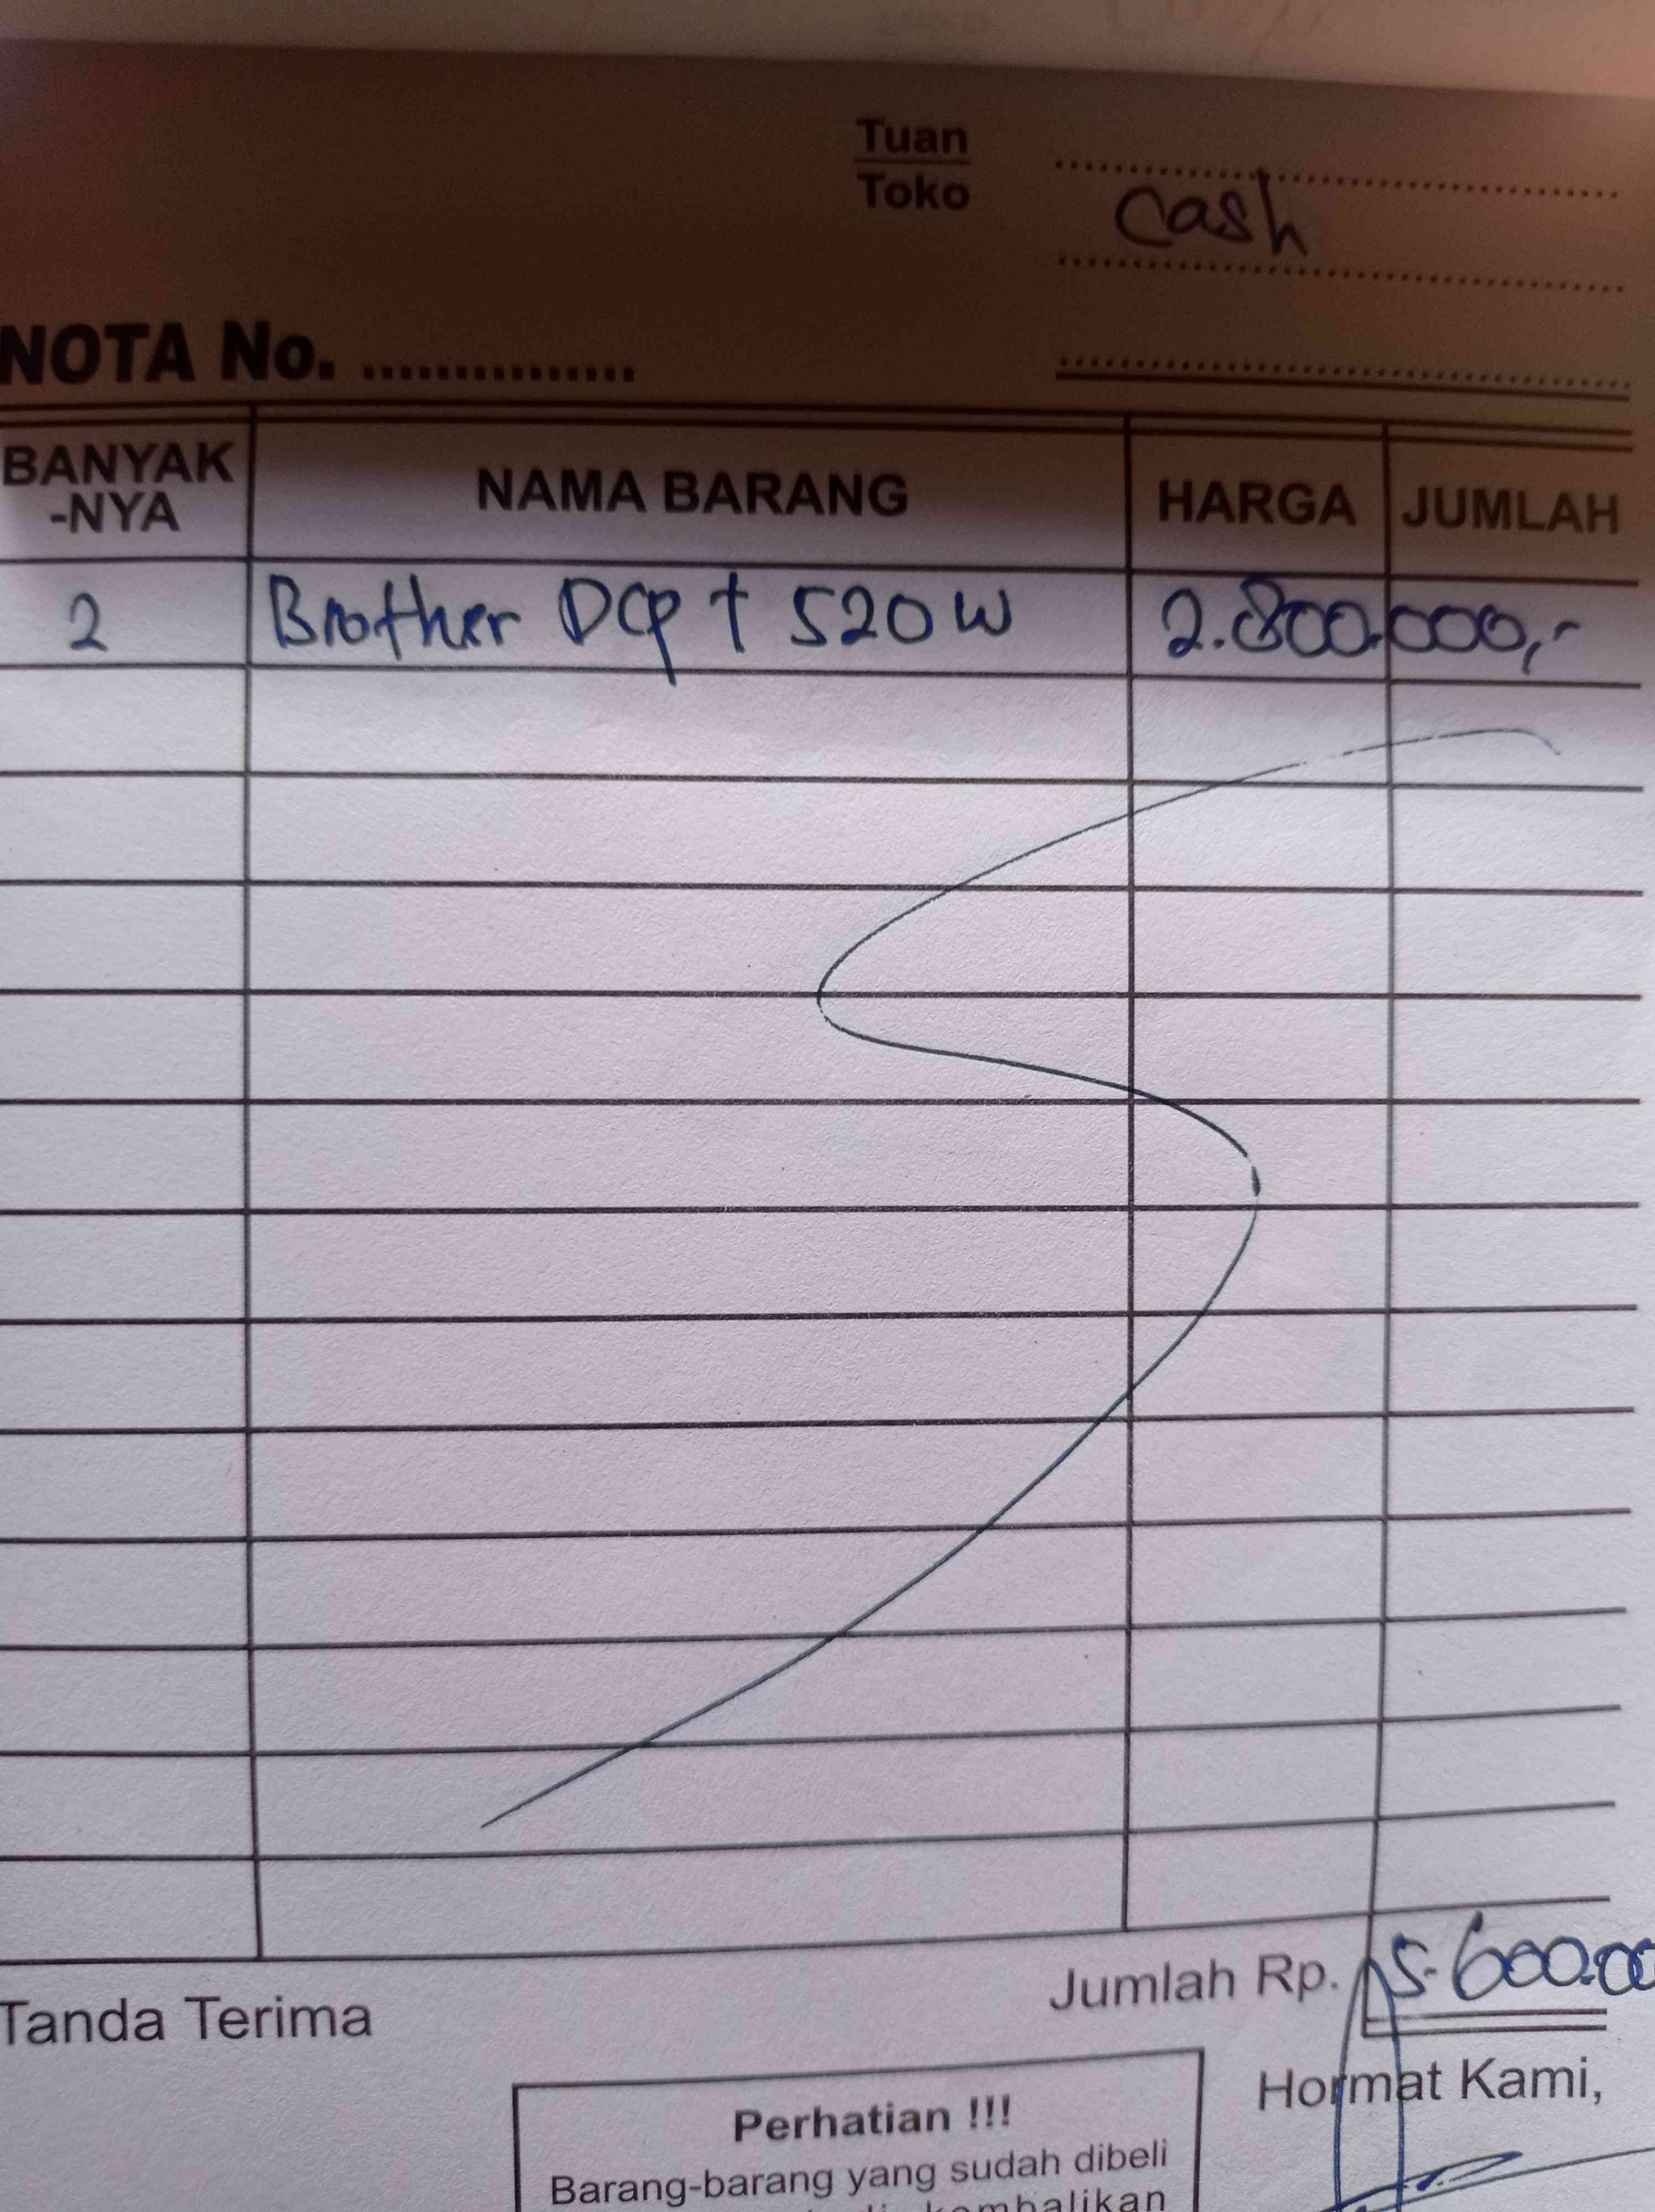 Tuan
Toko
Cash
NOTA No. ...............
BANYAK
-NYA
NAMA BARANG
HARGA
JUMLAH
2 Brother DCP T 520 W 2.800.000,-
Jumlah Rp. 5.600.00
Tanda Terima
Hormat Kami,
Perhatian !!!
Barang-barang yang sudah dibeli
kembalikan